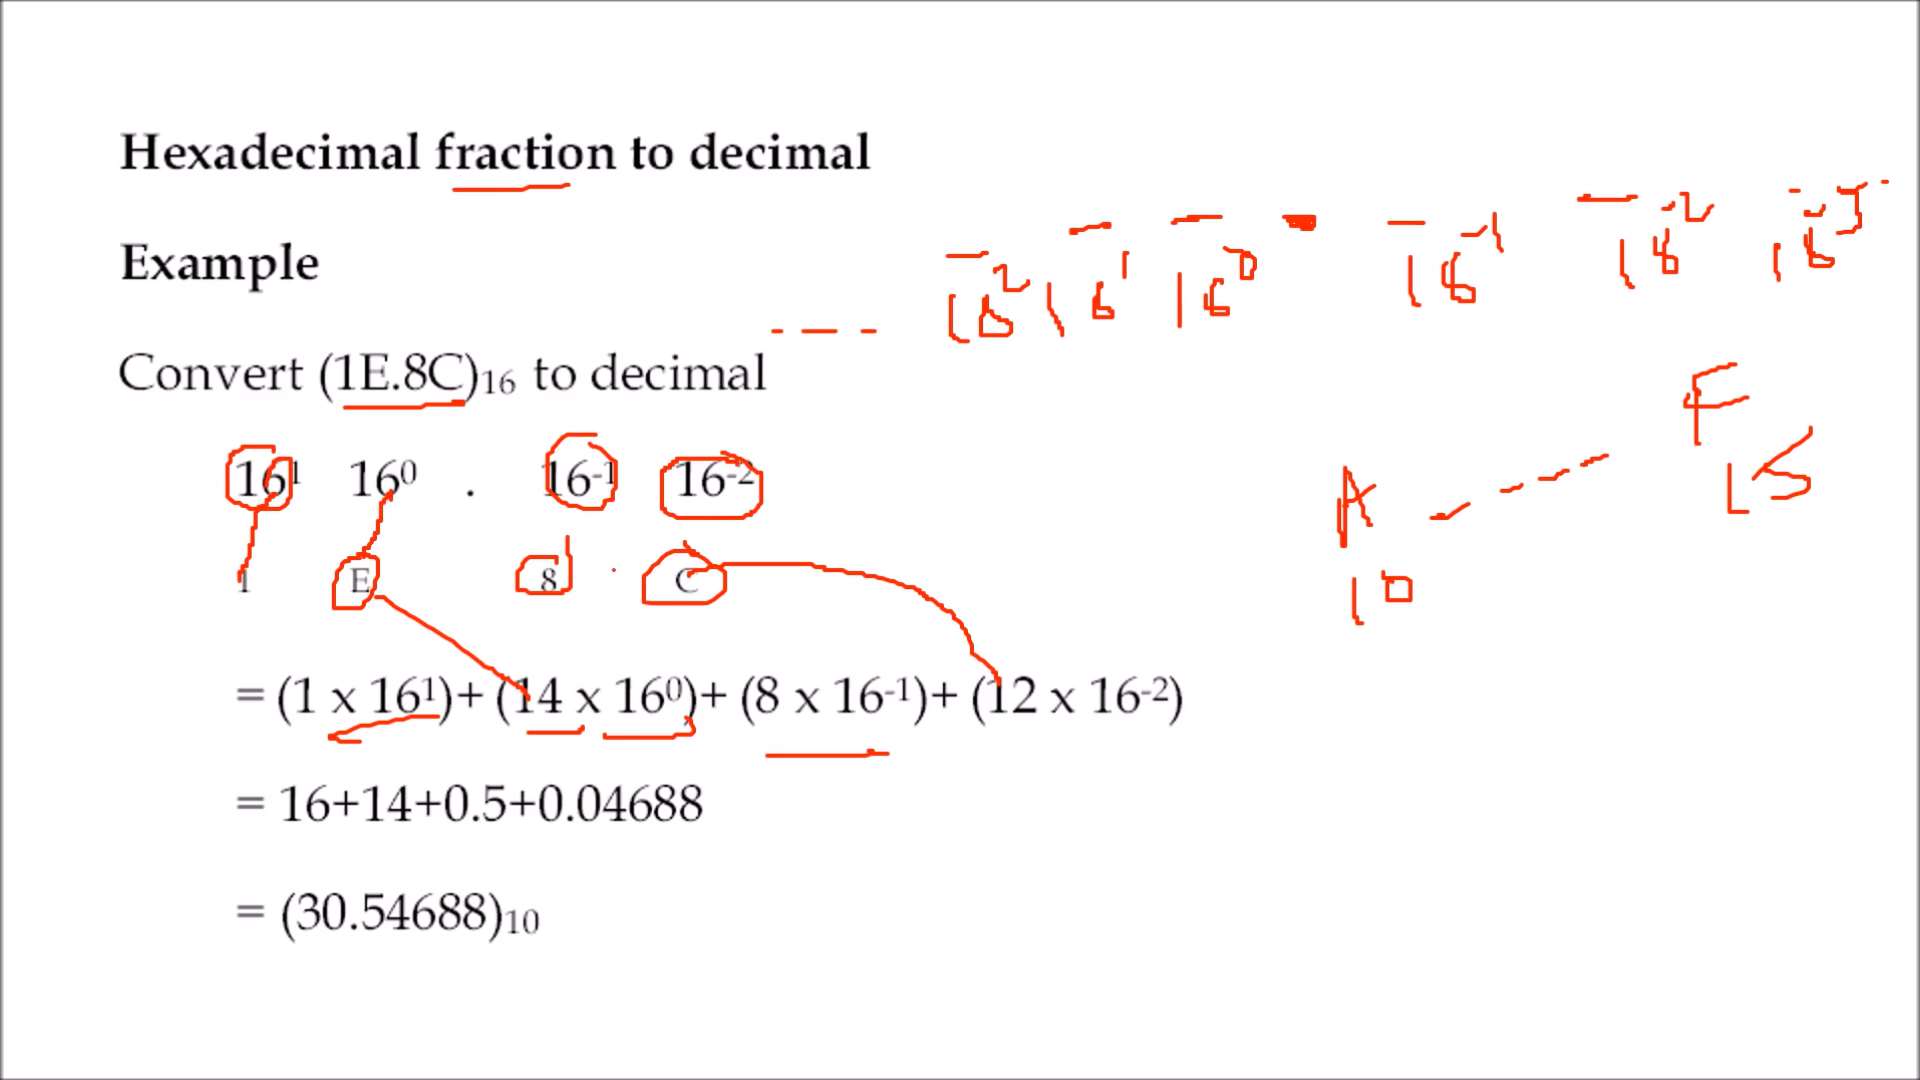 Hexadecimal fraction to decimal
16² 16¹ 16⁰ . 16⁻¹ 16⁻² 16⁻³
Example
Convert (1E.8C)₁₆ to decimal
F
15
A
10
16¹ 16⁰ . 16⁻¹ 16⁻²
1 E 8 . C
= (1 x 16¹)+ (14 x 16⁰)+ (8 x 16⁻¹)+ (12 x 16⁻²)
= 16+14+0.5+0.04688
= (30.54688)₁₀